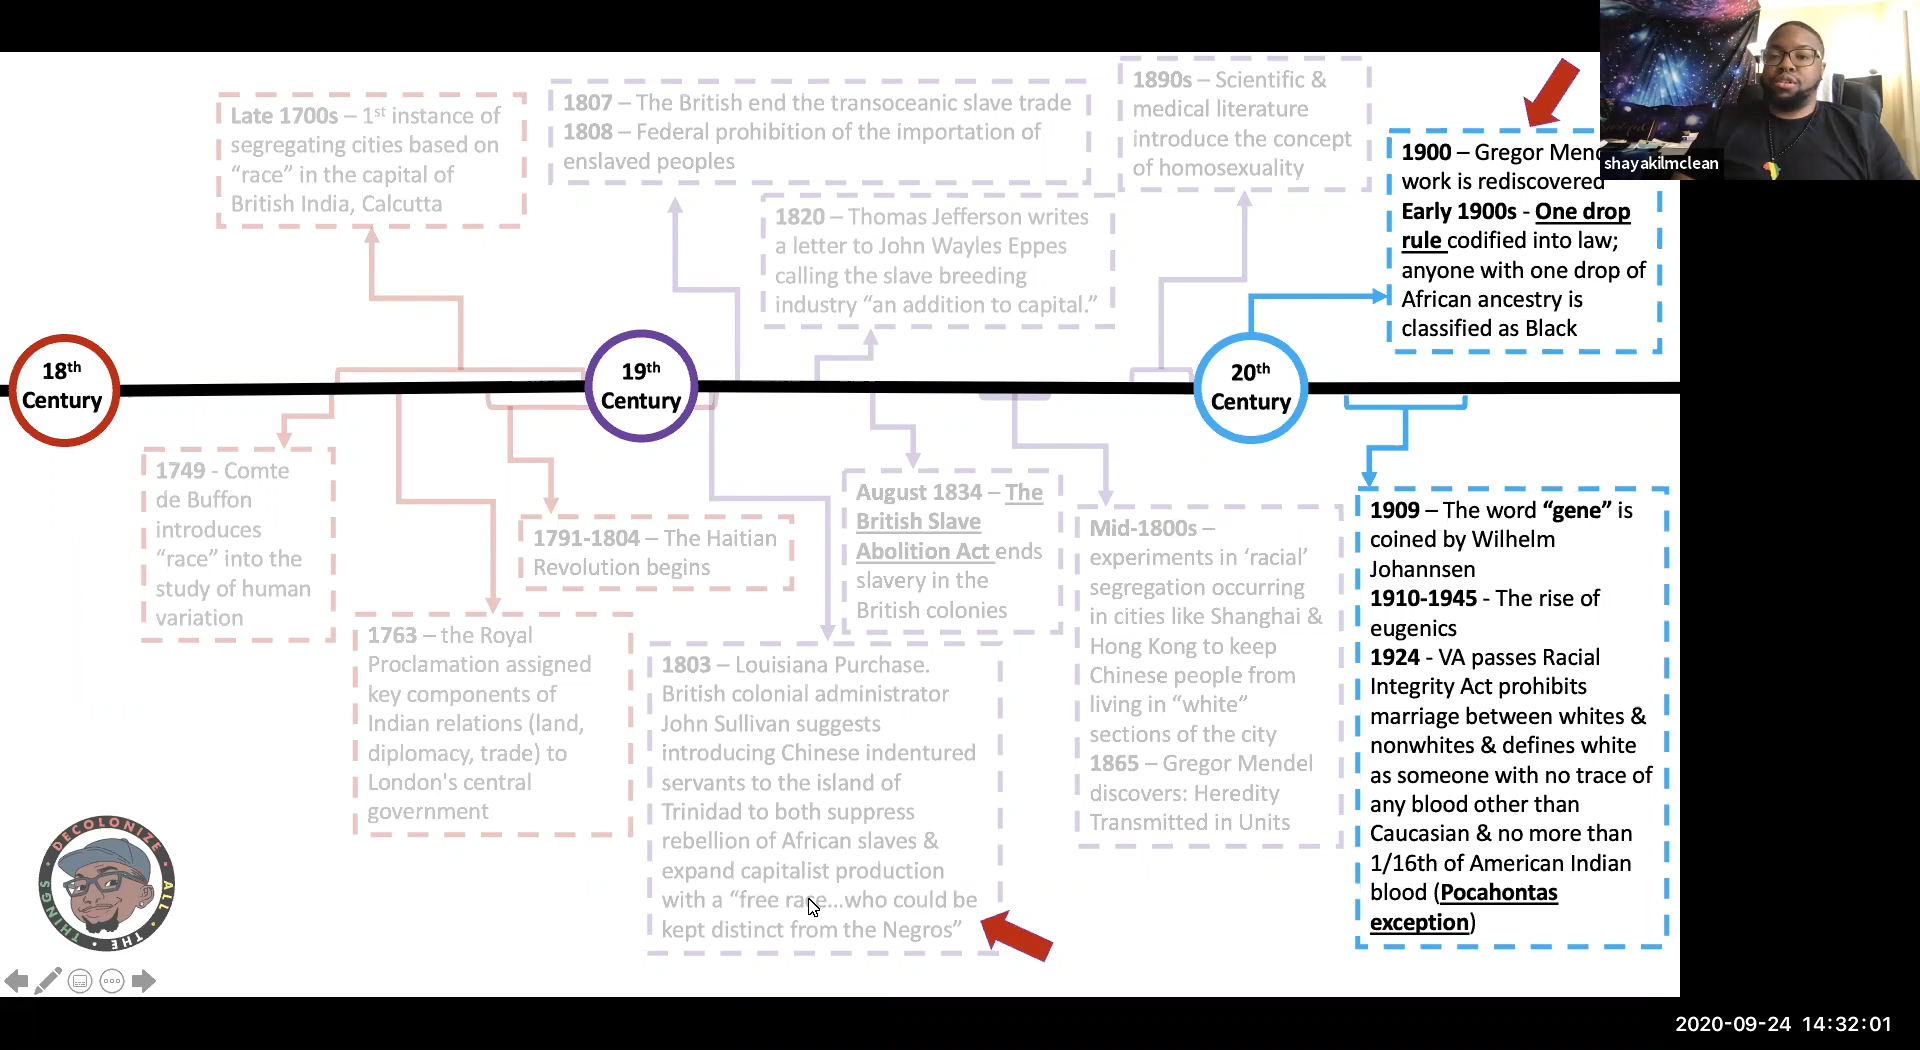 Late 1700s – 1st instance of
segregating cities based on
“race” in the capital of
British India, Calcutta
1807 – The British end the transoceanic slave trade
1808 – Federal prohibition of the importation of
enslaved peoples
1820 – Thomas Jefferson writes
a letter to John Wayles Eppes
calling the slave breeding
industry “an addition to capital.”
1890s – Scientific &
medical literature
introduce the concept
of homosexuality
1900 – Gregor
work is rediscovered
Early 1900s - One drop
rule codified into law;
anyone with one drop of
African ancestry is
classified as Black
shayakilmclean
18th
Century
19th
Century
20th
Century
1749 - Comte
de Buffon
introduces
“race” into the
study of human
variation
1763 – the Royal
Proclamation assigned
key components of
Indian relations (land,
diplomacy, trade) to
London's central
government
1791-1804 – The Haitian
Revolution begins
1803 – Louisiana Purchase.
British colonial administrator
John Sullivan suggests
introducing Chinese indentured
servants to the island of
Trinidad to both suppress
rebellion of African slaves &
expand capitalist production
with a “free race...who could be
kept distinct from the Negros”
August 1834 – The
British Slave
Abolition Act ends
slavery in the
British colonies
Mid-1800s –
experiments in ‘racial’
segregation occurring
in cities like Shanghai &
Hong Kong to keep
Chinese people from
living in “white”
sections of the city
1865 – Gregor Mendel
discovers: Heredity
Transmitted in Units
1909 – The word “gene” is
coined by Wilhelm
Johannsen
1910-1945 - The rise of
eugenics
1924 - VA passes Racial
Integrity Act prohibits
marriage between whites &
nonwhites & defines white
as someone with no trace of
any blood other than
Caucasian & no more than
1/16th of American Indian
blood (Pocahontas
exception)
DECOLONIZE ALL THE THINGS
2020-09-24 14:32:01